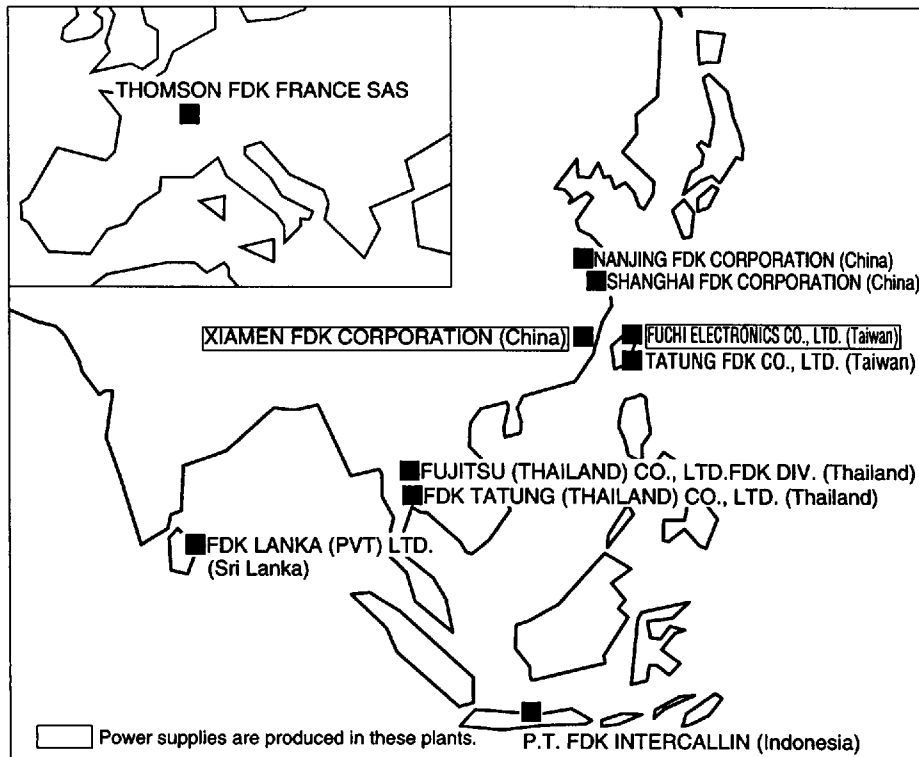 THOMSON FDK FRANCE SAS
NANJING FDK CORPORATION (China)
SHANGHAI FDK CORPORATION (China)
XIAMEN FDK CORPORATION (China)
FUCHI ELECTRONICS CO., LTD. (Taiwan)
TATUNG FDK CO., LTD. (Taiwan)
FUJITSU (THAILAND) CO., LTD.FDK DIV. (Thailand)
FDK TATUNG (THAILAND) CO., LTD. (Thailand)
FDK LANKA (PVT) LTD.
(Sri Lanka)
Power supplies are produced in these plants.
P.T. FDK INTERCALLIN (Indonesia)